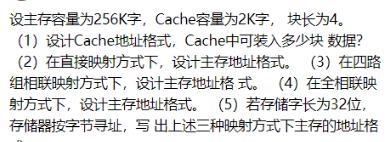 设主存容量为256K字，Cache容量为2K字， 块长为4。
（1）设计Cache地址格式，Cache中可装入多少块 数据？
（2）在直接映射方式下，设计主存地址格式。 （3）在四路
组相联映射方式下，设计主存地址格 式。 （4）在全相联映
射方式下，设计主存地址格式。 （5）若存储字长为32位，
存储器按字节寻址，写 出上述三种映射方式下主存的地址格